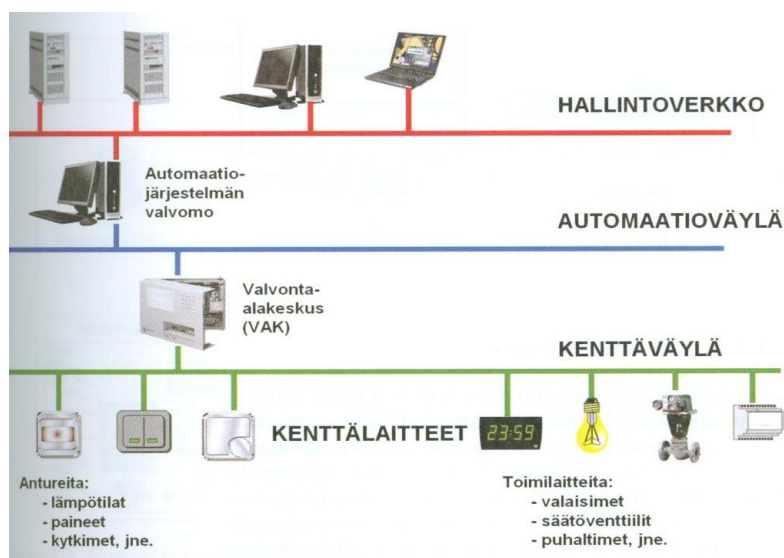 HALLINTOVERKKO
Automaatio-
järjestelmän
valvomo
AUTOMAATIOVÄYLÄ
Valvonta-
alakeskus
(VAK)
KENTTÄVÄYLÄ
KENTTÄLAITTEET
23:59
Antureita:
- lämpötilat
- paineet
- kytkimet, jne.
Toimilaitteita:
- valaisimet
- säätöventtiilit
- puhaltimet, jne.